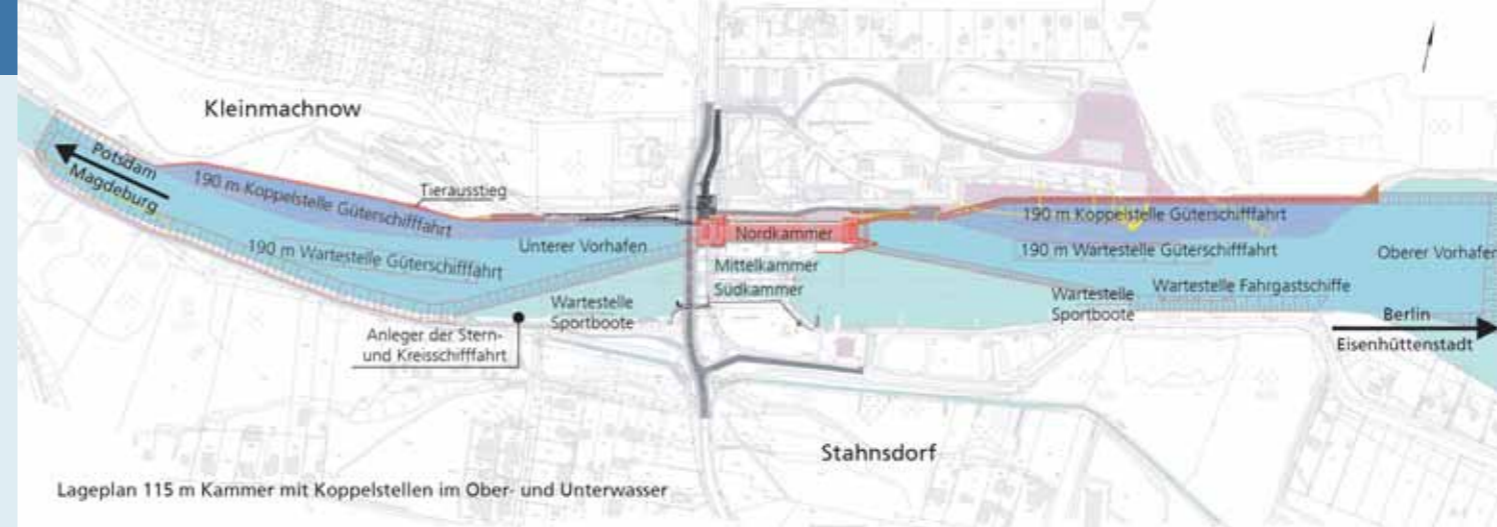 Kleinmachnow
Potsdam
Magdeburg
190 m Koppelstelle Güterschifffahrt
Tierausstieg
190 m Wartestelle Güterschifffahrt
Unterer Vorhafen
Nordkammer
Mittelkammer
Südkammer
Wartestelle
Sportboote
Anleger der Stern-
und Kreisschifffahrt
190 m Koppelstelle Güterschifffahrt
190 m Wartestelle Güterschifffahrt
Oberer Vorhafen
Wartestelle Fahrgastschiffe
Wartestelle
Sportboote
Berlin
Eisenhüttenstadt
Stahnsdorf
Lageplan 115 m Kammer mit Koppelstellen im Ober- und Unterwasser